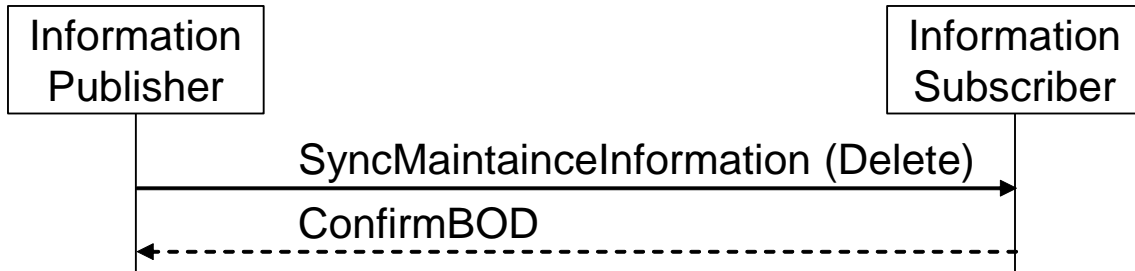 Information
Publisher
Information
Subscriber
SyncMaintainceInformation (Delete)
ConfirmBOD